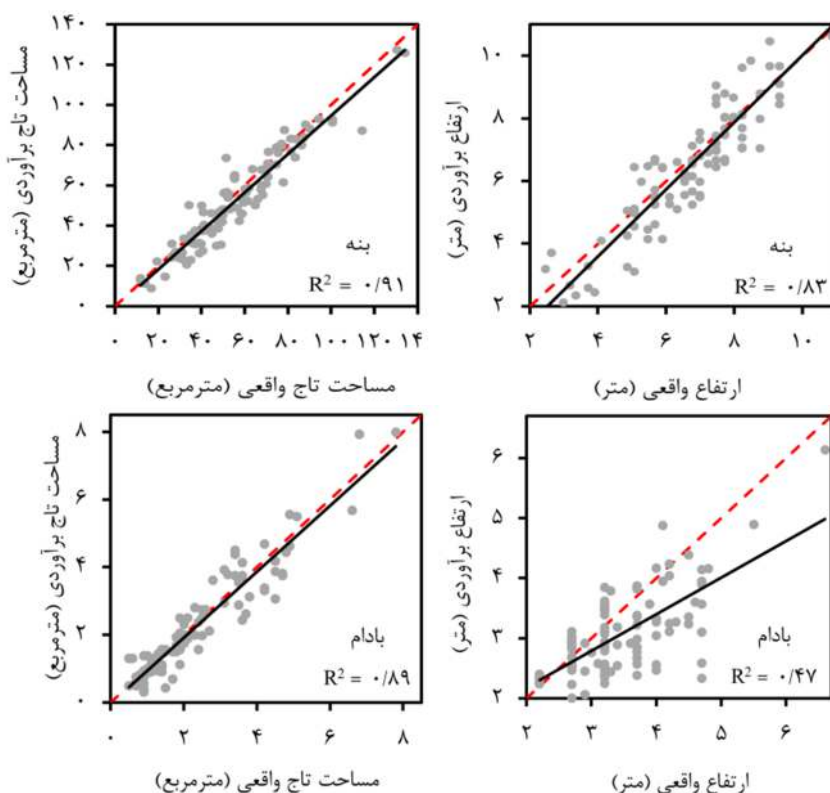 مساحت تاج برآوردی (مترمربع)
۱۴۰
۱۲۰
۱۰۰
۸۰
۶۰
۴۰
۲۰
۰
بنه
R² = ۰/۹۱
۰ ۲۰ ۴۰ ۶۰ ۸۰ ۱۰۰ ۱۲۰ ۱۴
مساحت تاج واقعی (مترمربع)
ارتفاع برآوردی (متر)
۱۰
۸
۶
۴
۲
بنه
R² = ۰/۸۳
۲ ۴ ۶ ۸ ۱۰
ارتفاع واقعی (متر)
مساحت تاج برآوردی (مترمربع)
۸
۶
۴
۲
۰
بادام
R² = ۰/۸۹
۰ ۲ ۴ ۶ ۸
مساحت تاج واقعی (مترمربع)
ارتفاع برآوردی (متر)
۶
۵
۴
۳
۲
بادام
R² = ۰/۴۷
۲ ۳ ۴ ۵ ۶
ارتفاع واقعی (متر)